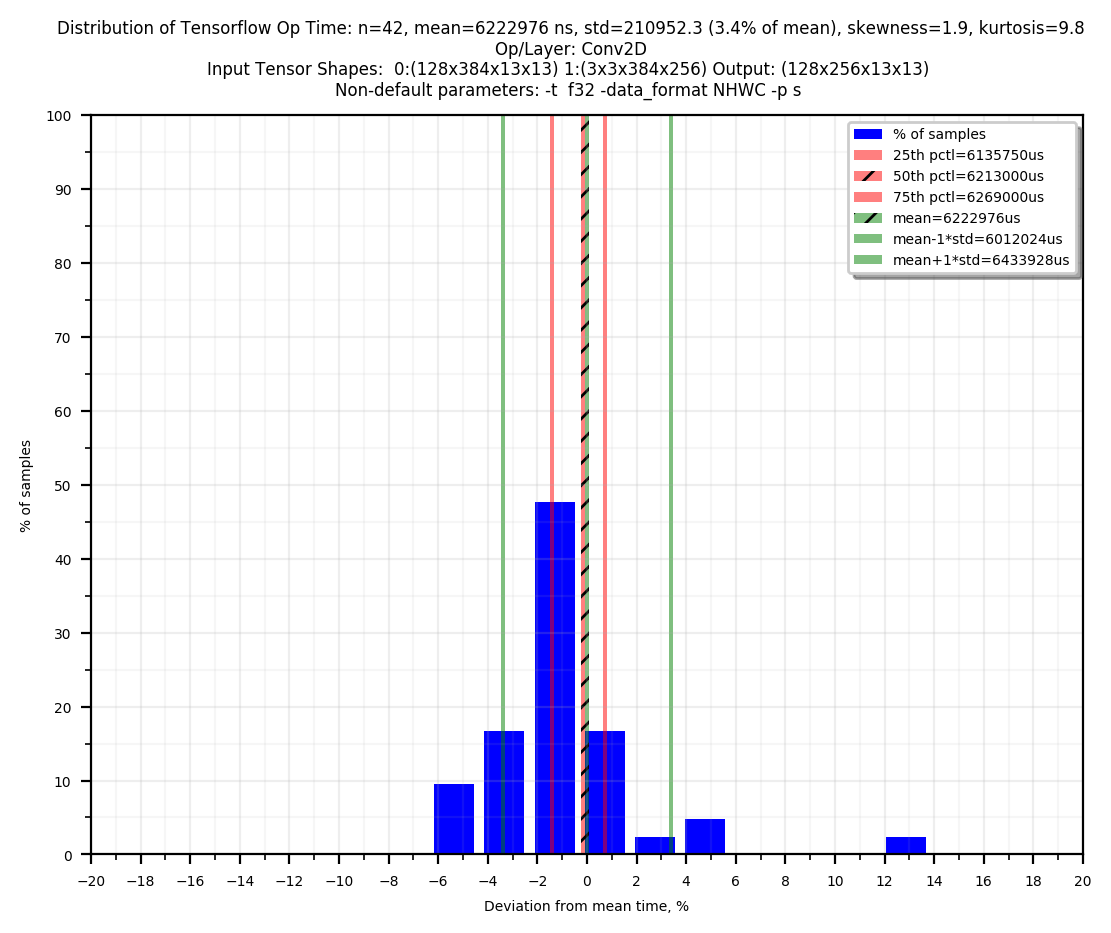 Distribution of Tensorflow Op Time: n=42, mean=6222976 ns, std=210952.3 (3.4% of mean), skewness=1.9, kurtosis=9.8
Op/Layer: Conv2D
Input Tensor Shapes:  0:(128x384x13x13) 1:(3x3x384x256) Output: (128x256x13x13)
Non-default parameters: -t  f32 -data_format NHWC -p s
% of samples
25th pctl=6135750us
50th pctl=6213000us
75th pctl=6269000us
mean=6222976us
mean-1*std=6012024us
mean+1*std=6433928us
100
90
80
70
60
50
40
30
20
10
0
% of samples
−20 −18 −16 −14 −12 −10 −8 −6 −4 −2 0 2 4 6 8 10 12 14 16 18 20
Deviation from mean time, %